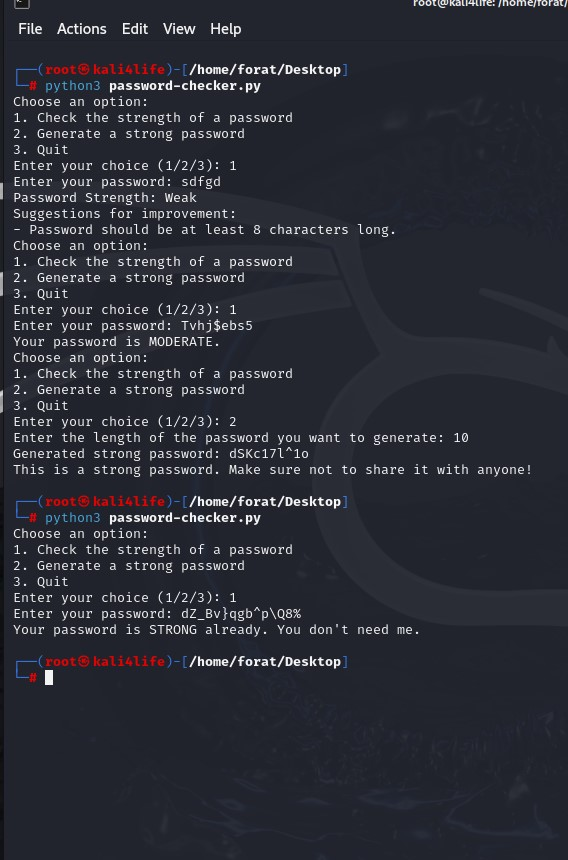 root@kali4life: /home/forat/
File Actions Edit View Help
┌──(root㉿kali4life)-[/home/forat/Desktop]
└─# python3 password-checker.py
Choose an option:
1. Check the strength of a password
2. Generate a strong password
3. Quit
Enter your choice (1/2/3): 1
Enter your password: sdfgd
Password Strength: Weak
Suggestions for improvement:
- Password should be at least 8 characters long.
Choose an option:
1. Check the strength of a password
2. Generate a strong password
3. Quit
Enter your choice (1/2/3): 1
Enter your password: Tvhj$ebs5
Your password is MODERATE.
Choose an option:
1. Check the strength of a password
2. Generate a strong password
3. Quit
Enter your choice (1/2/3): 2
Enter the length of the password you want to generate: 10
Generated strong password: dSKc17l^1o
This is a strong password. Make sure not to share it with anyone!
┌──(root㉿kali4life)-[/home/forat/Desktop]
└─# python3 password-checker.py
Choose an option:
1. Check the strength of a password
2. Generate a strong password
3. Quit
Enter your choice (1/2/3): 1
Enter your password: dZ_Bv}qgb^p\Q8%
Your password is STRONG already. You don't need me.
┌──(root㉿kali4life)-[/home/forat/Desktop]
└─#